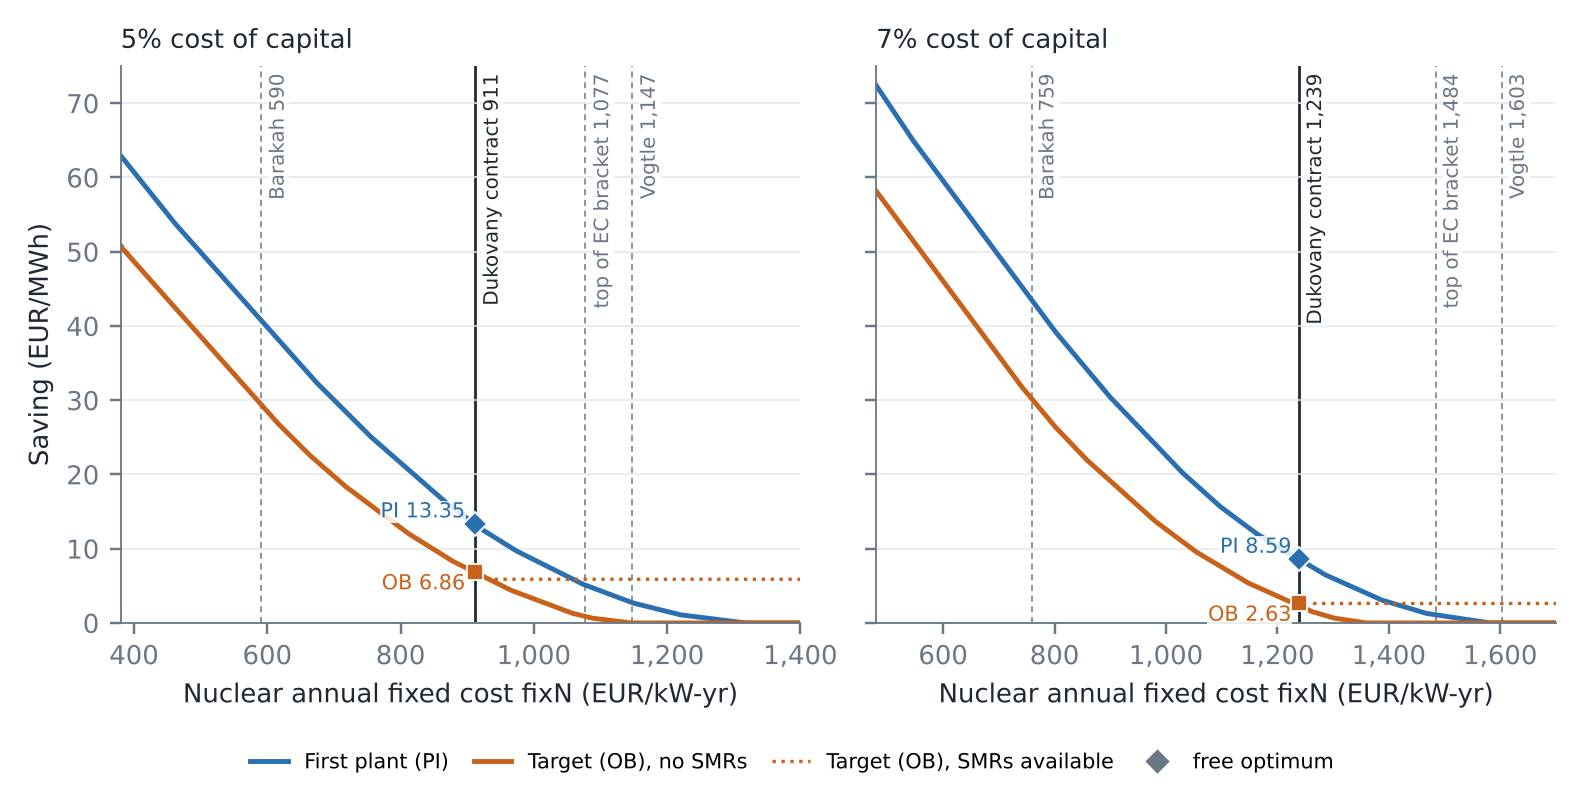 5% cost of capital
7% cost of capital
Saving (EUR/MWh)
70
60
50
40
30
20
10
0
Barakah 590
Dukovany contract 911
top of EC bracket 1,077
Vogtle 1,147
PI 13.35
OB 6.86
400
600
800
1,000
1,200
1,400
Nuclear annual fixed cost fixN (EUR/kW-yr)
Barakah 759
Dukovany contract 1,239
top of EC bracket 1,484
Vogtle 1,603
PI 8.59
OB 2.63
600
800
1,000
1,200
1,400
1,600
Nuclear annual fixed cost fixN (EUR/kW-yr)
First plant (PI)
Target (OB), no SMRs
Target (OB), SMRs available
free optimum